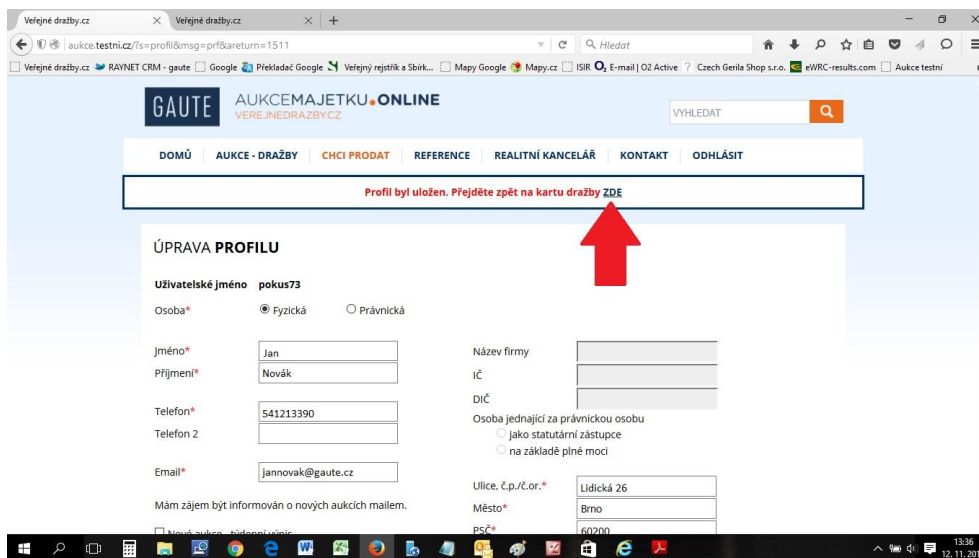 Veřejné dražby.cz
Veřejné dražby.cz
aukce.testni.cz/?s=profil&msg=prf&areturn=1511
Hledat
Veřejné dražby.cz RAYNET CRM - gaute Google Překladač Google Veřejný rejstřík a Sbírk... Mapy Google Mapy.cz ISIR E-mail | O2 Active Czech Gerila Shop s.r.o. eWRC-results.com Aukce testní
GAUTE
AUKCEMAJETKU.ONLINE
VEREJNEDRAZBY.CZ
VYHLEDAT
DOMŮ AUKCE - DRAŽBY CHCI PRODAT REFERENCE REALITNÍ KANCELÁŘ KONTAKT ODHLÁSIT
Profil byl uložen. Přejděte zpět na kartu dražby ZDE
ÚPRAVA PROFILU
Uživatelské jméno pokus73
Osoba* Fyzická Právnická
Jméno* Jan
Příjmení* Novák
Telefon* 541213390
Telefon 2
Email* jannovak@gaute.cz
Mám zájem být informován o nových aukcích mailem.
Nové aukce - týdenní výpis
Název firmy
IČ
DIČ
Osoba jednající za právnickou osobu
jako statutární zástupce
na základě plné moci
Ulice, č.p./č.or.* Lidická 26
Město* Brno
PSČ* 60200
13:36